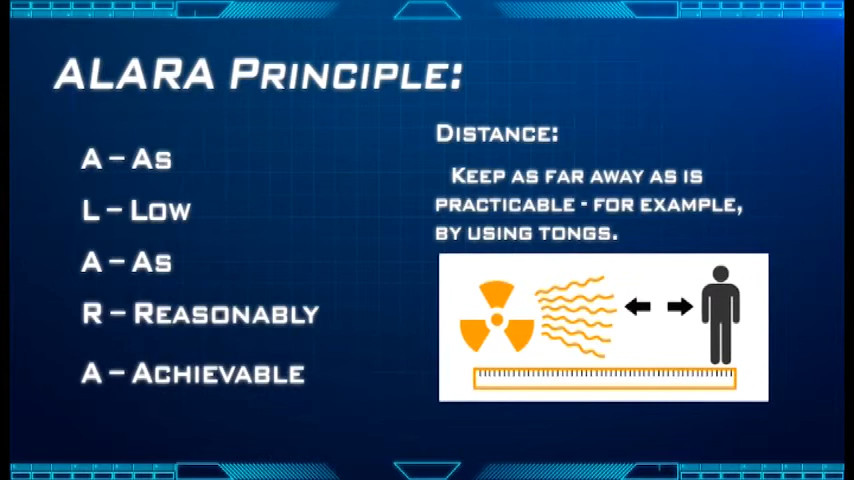 ALARA PRINCIPLE:
A – AS
L – LOW
A – AS
R – REASONABLY
A – ACHIEVABLE
DISTANCE:
KEEP AS FAR AWAY AS IS
PRACTICABLE - FOR EXAMPLE,
BY USING TONGS.